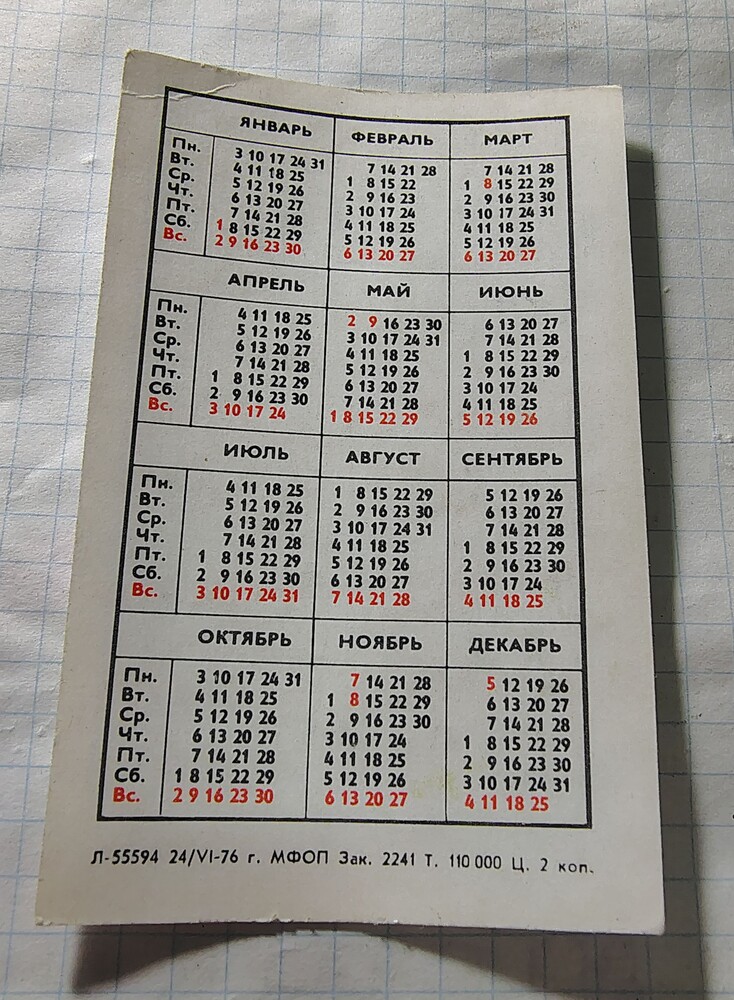 ЯНВАРЬ ФЕВРАЛЬ МАРТ
Пн. 3 10 17 24 31 7 14 21 28 7 14 21 28
Вт. 4 11 18 25 1 8 15 22 1 8 15 22 29
Ср. 5 12 19 26 2 9 16 23 2 9 16 23 30
Чт. 6 13 20 27 3 10 17 24 3 10 17 24 31
Пт. 7 14 21 28 4 11 18 25 4 11 18 25
Сб. 1 8 15 22 29 5 12 19 26 5 12 19 26
Вс. 2 9 16 23 30 6 13 20 27 6 13 20 27
АПРЕЛЬ МАЙ ИЮНЬ
Пн. 4 11 18 25 2 9 16 23 30 6 13 20 27
Вт. 5 12 19 26 3 10 17 24 31 7 14 21 28
Ср. 6 13 20 27 4 11 18 25 1 8 15 22 29
Чт. 7 14 21 28 5 12 19 26 2 9 16 23 30
Пт. 1 8 15 22 29 6 13 20 27 3 10 17 24
Сб. 2 9 16 23 30 7 14 21 28 4 11 18 25
Вс. 3 10 17 24 1 8 15 22 29 5 12 19 26
ИЮЛЬ АВГУСТ СЕНТЯБРЬ
Пн. 4 11 18 25 1 8 15 22 29 5 12 19 26
Вт. 5 12 19 26 2 9 16 23 30 6 13 20 27
Ср. 6 13 20 27 3 10 17 24 31 7 14 21 28
Чт. 7 14 21 28 4 11 18 25 1 8 15 22 29
Пт. 1 8 15 22 29 5 12 19 26 2 9 16 23 30
Сб. 2 9 16 23 30 6 13 20 27 3 10 17 24
Вс. 3 10 17 24 31 7 14 21 28 4 11 18 25
ОКТЯБРЬ НОЯБРЬ ДЕКАБРЬ
Пн. 3 10 17 24 31 7 14 21 28 5 12 19 26
Вт. 4 11 18 25 1 8 15 22 29 6 13 20 27
Ср. 5 12 19 26 2 9 16 23 30 7 14 21 28
Чт. 6 13 20 27 3 10 17 24 1 8 15 22 29
Пт. 7 14 21 28 4 11 18 25 2 9 16 23 30
Сб. 1 8 15 22 29 5 12 19 26 3 10 17 24 31
Вс. 2 9 16 23 30 6 13 20 27 4 11 18 25
Л-55594 24/VI-76 г. МФОП Зак. 2241 Т. 110 000 Ц. 2 коп.